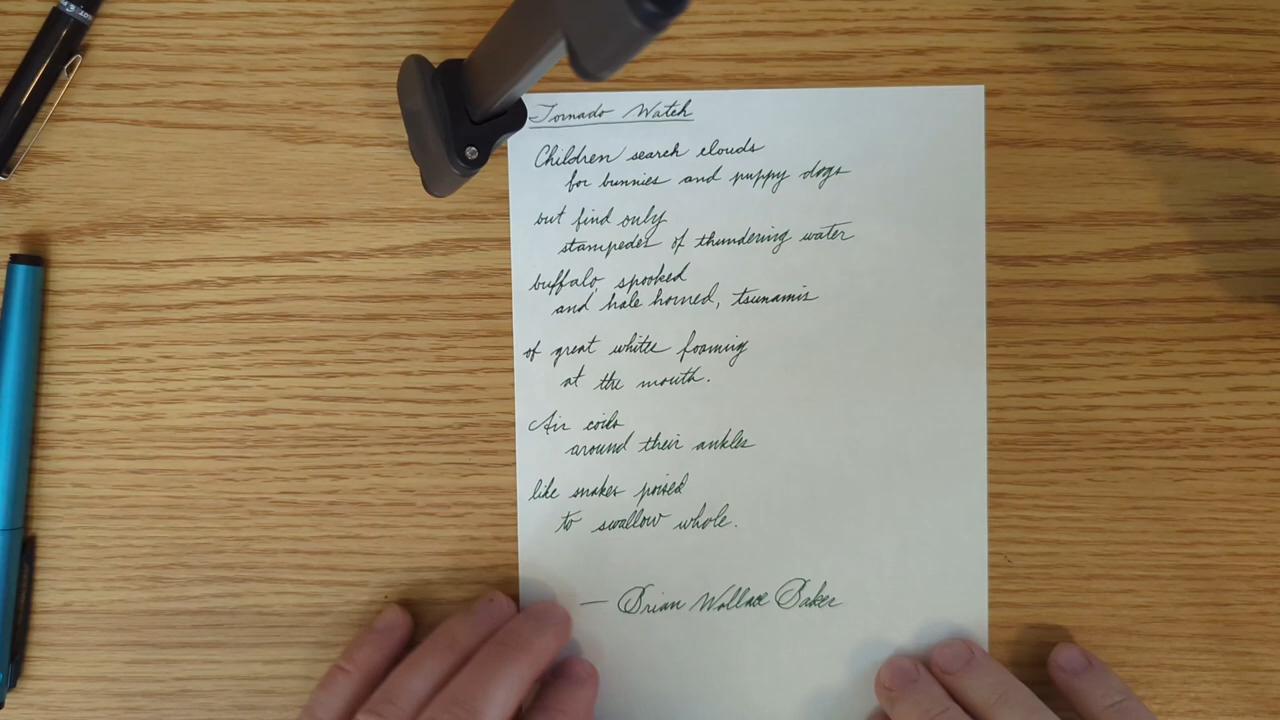 Tornado Watch
Children search clouds
for bunnies and puppy dogs
but find only
stampedes of thundering water
buffalo, spooked
and hale horned, tsunamis
of great white foaming
at the mouth.
Air coils
around their ankles
like snakes poised
to swallow whole.
— Brian Wallace Baker